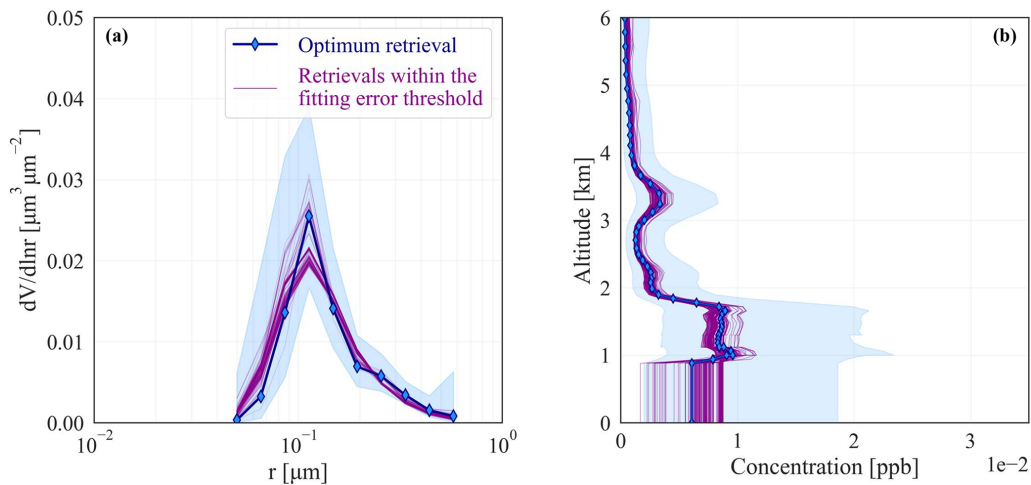 (a)
Optimum retrieval
Retrievals within the
fitting error threshold
0.05
0.04
0.03
0.02
0.01
0.00
dV/dlnr [μm³ μm⁻²]
10⁻²
10⁻¹
10⁰
r [μm]
(b)
6
5
4
3
2
1
0
Altitude [km]
0
1
2
3
1e−2
Concentration [ppb]